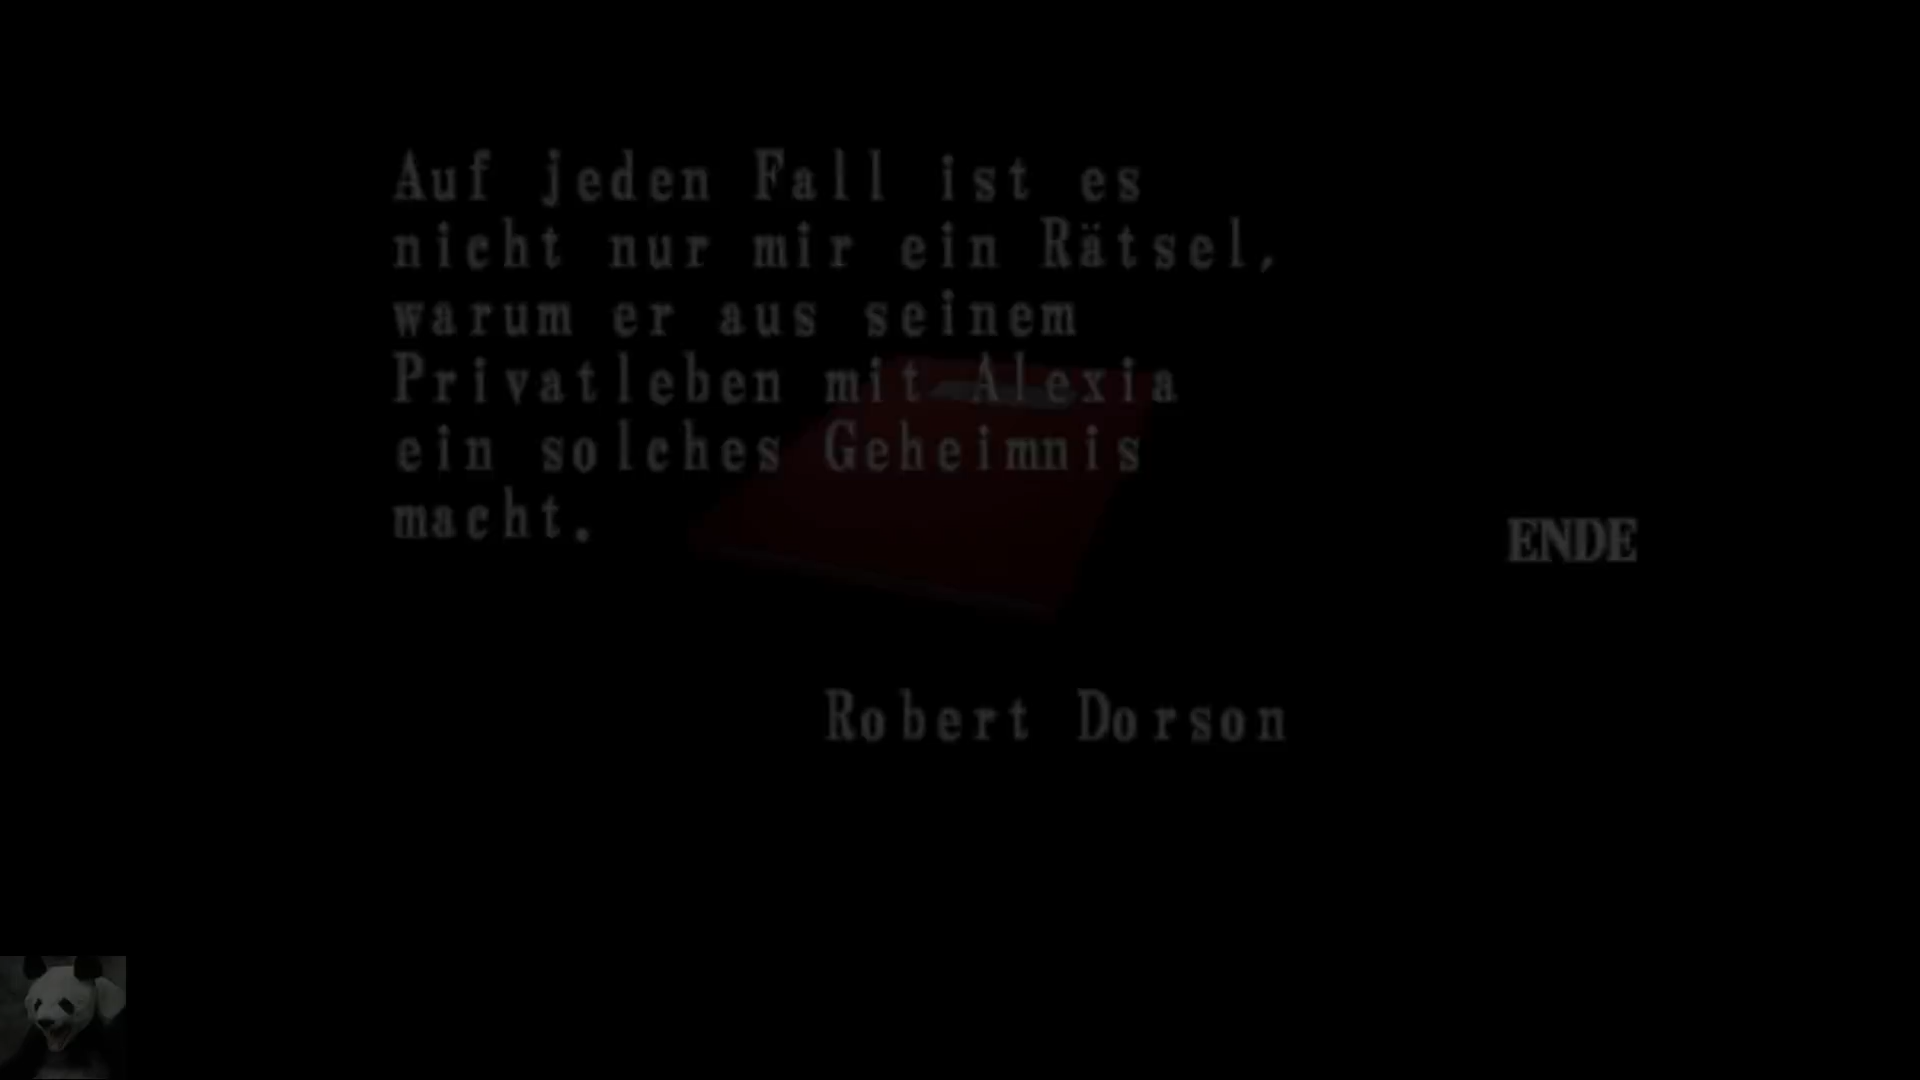 Auf jeden Fall ist es
nicht nur mir ein Rätsel,
warum er aus seinem
Privatleben mit Alexia
ein solches Geheimnis
macht.
ENDE
Robert Dorson